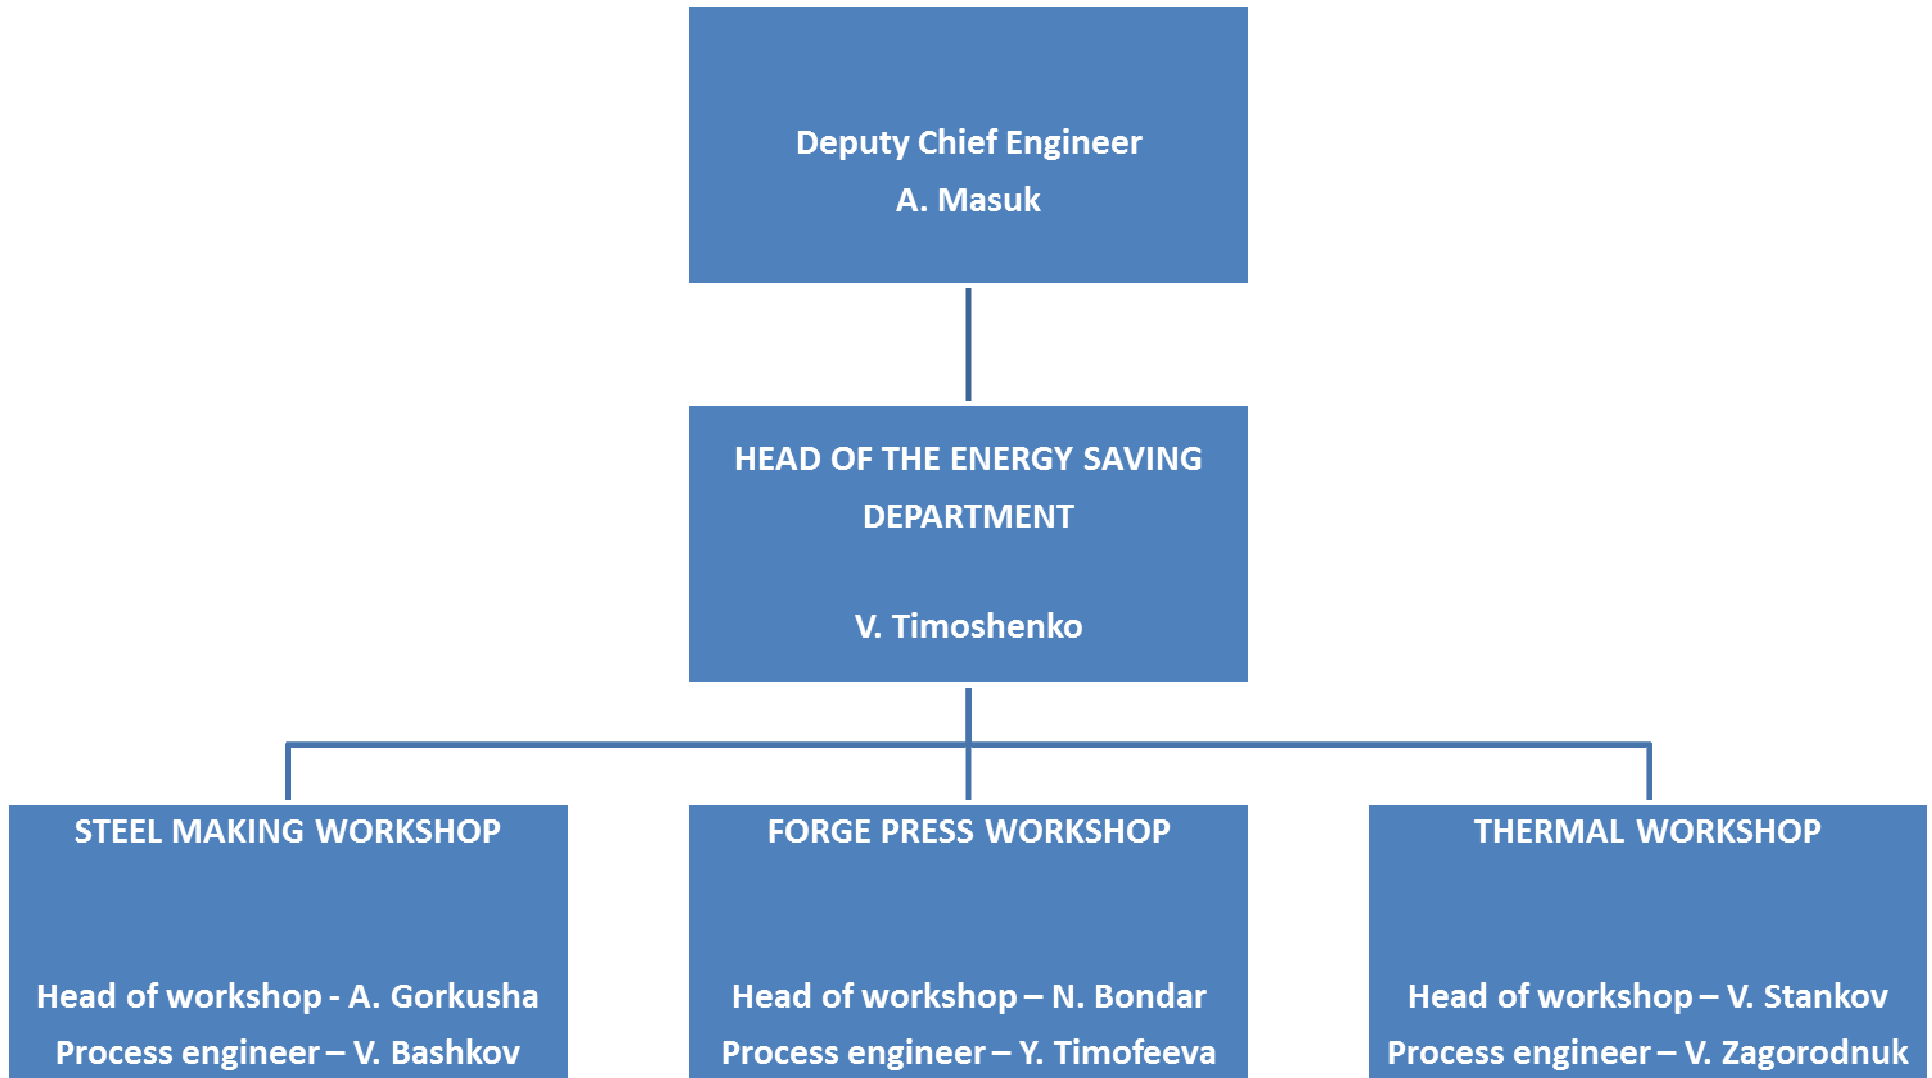 Deputy Chief Engineer
A. Masuk
HEAD OF THE ENERGY SAVING
DEPARTMENT
V. Timoshenko
STEEL MAKING WORKSHOP
Head of workshop - A. Gorkusha
Process engineer – V. Bashkov
FORGE PRESS WORKSHOP
Head of workshop – N. Bondar
Process engineer – Y. Timofeeva
THERMAL WORKSHOP
Head of workshop – V. Stankov
Process engineer – V. Zagorodnuk